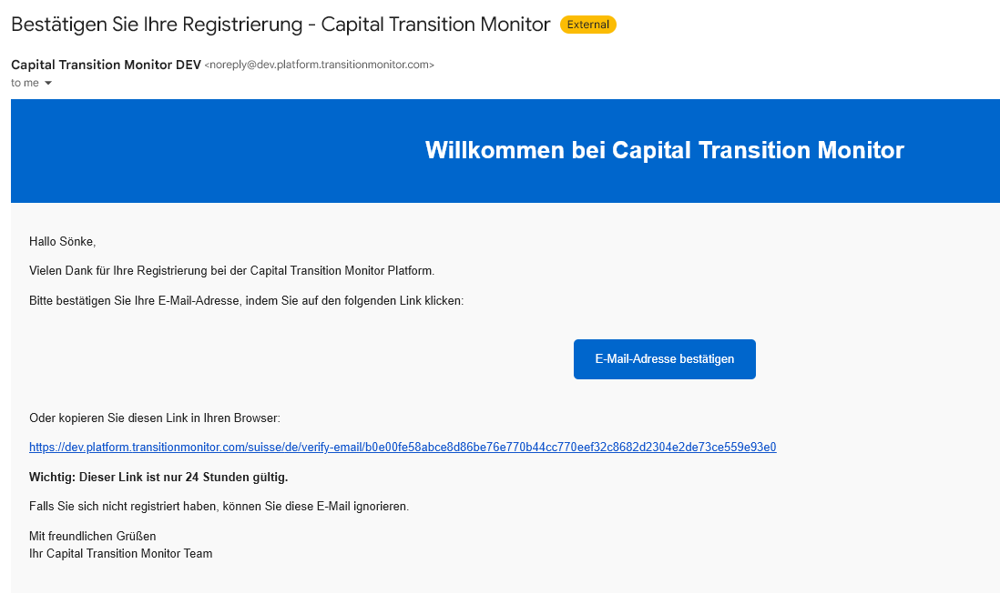 Bestätigen Sie Ihre Registrierung - Capital Transition Monitor External
Capital Transition Monitor DEV <noreply@dev.platform.transitionmonitor.com>
to me
Willkommen bei Capital Transition Monitor
Hallo Sönke,
Vielen Dank für Ihre Registrierung bei der Capital Transition Monitor Platform.
Bitte bestätigen Sie Ihre E-Mail-Adresse, indem Sie auf den folgenden Link klicken:
E-Mail-Adresse bestätigen
Oder kopieren Sie diesen Link in Ihren Browser:
https://dev.platform.transitionmonitor.com/suisse/de/verify-email/b0e00fe58abce8d86be76e770b44cc770eef32c8682d2304e2de73ce559e93e0
Wichtig: Dieser Link ist nur 24 Stunden gültig.
Falls Sie sich nicht registriert haben, können Sie diese E-Mail ignorieren.
Mit freundlichen Grüßen
Ihr Capital Transition Monitor Team